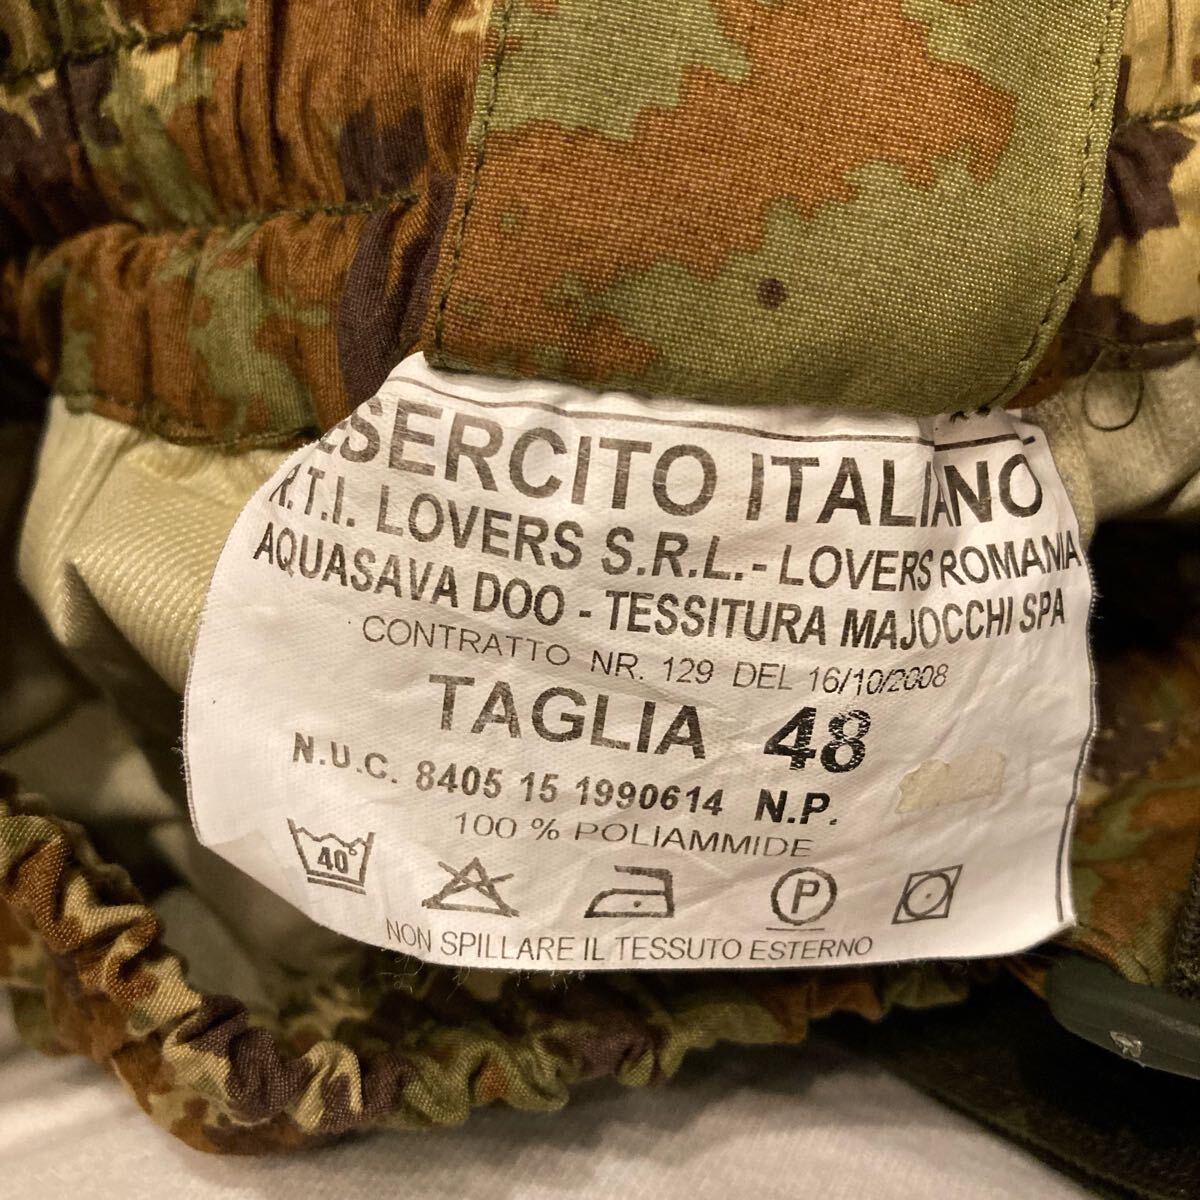 ESERCITO ITALIANO
R.T.I. LOVERS S.R.L.- LOVERS ROMANIA
AQUASAVA DOO - TESSITURA MAJOCCHI SPA
CONTRATTO NR. 129 DEL 16/10/2008
TAGLIA 48
N.U.C. 8405 15 1990614 N.P.
100 % POLIAMMIDE
40° P
NON SPILLARE IL TESSUTO ESTERNO